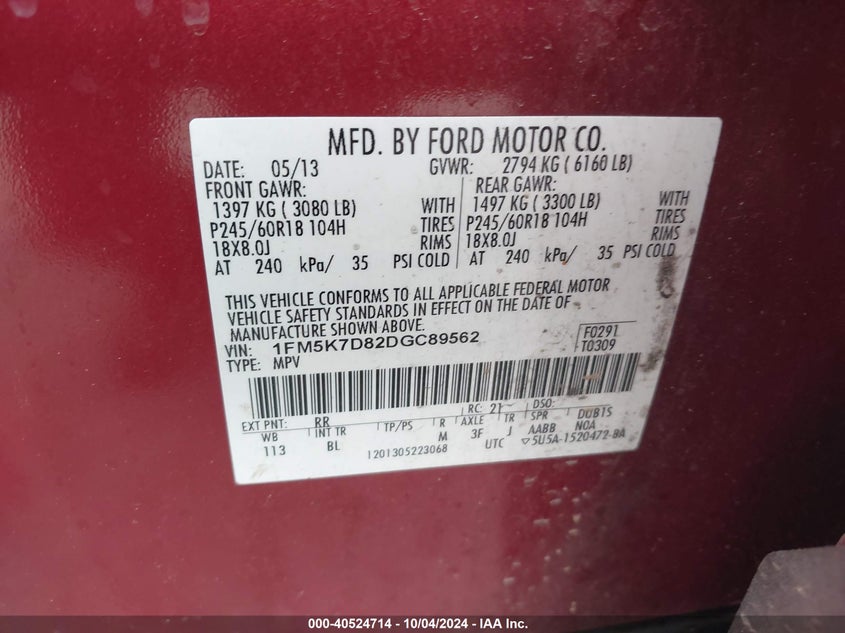 MFD. BY FORD MOTOR CO.
DATE: 05/13 GVWR: 2794 KG ( 6160 LB)
FRONT GAWR: REAR GAWR:
1397 KG ( 3080 LB) WITH 1497 KG ( 3300 LB) WITH
P245/60R18 104H TIRES P245/60R18 104H TIRES
18X8.0J RIMS 18X8.0J RIMS
AT 240 kPa/ 35 PSI COLD AT 240 kPa/ 35 PSI COLD
THIS VEHICLE CONFORMS TO ALL APPLICABLE FEDERAL MOTOR
VEHICLE SAFETY STANDARDS IN EFFECT ON THE DATE OF
MANUFACTURE SHOWN ABOVE.
VIN: 1FM5K7D82DGC89562 F0291
TYPE: MPV T0309
EXT PNT: RR RC: 21 DSO:
WB INT TR TP/PS R AXLE TR SPR DUB1S
113 BL M 3F J AABB NOA
1201305223068 UTC ▽5U5A-1520472-BA
000-40524714 - 10/04/2024 - IAA Inc.